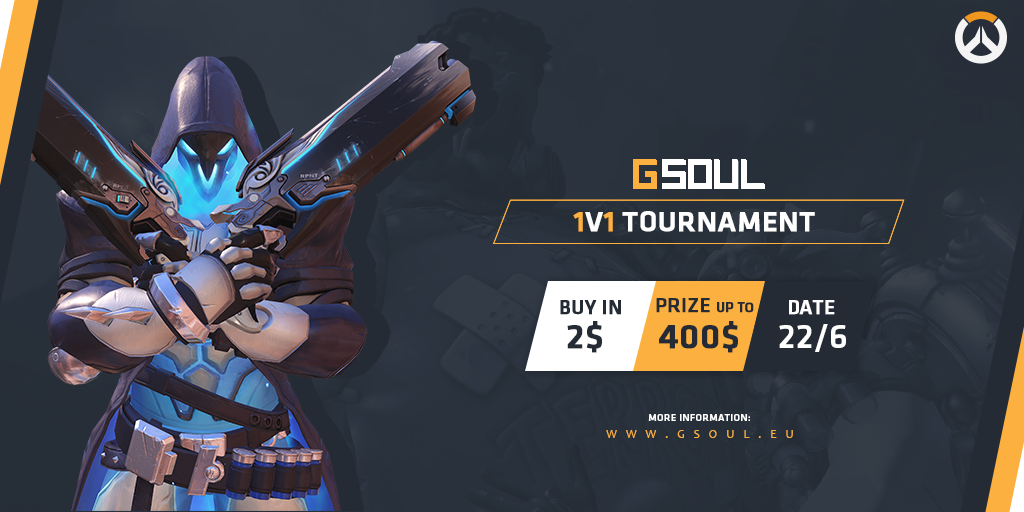 GSOUL
1V1 TOURNAMENT
BUY IN
2$
PRIZE UP TO
400$
DATE
22/6
MORE INFORMATION:
WWW.GSOUL.EU